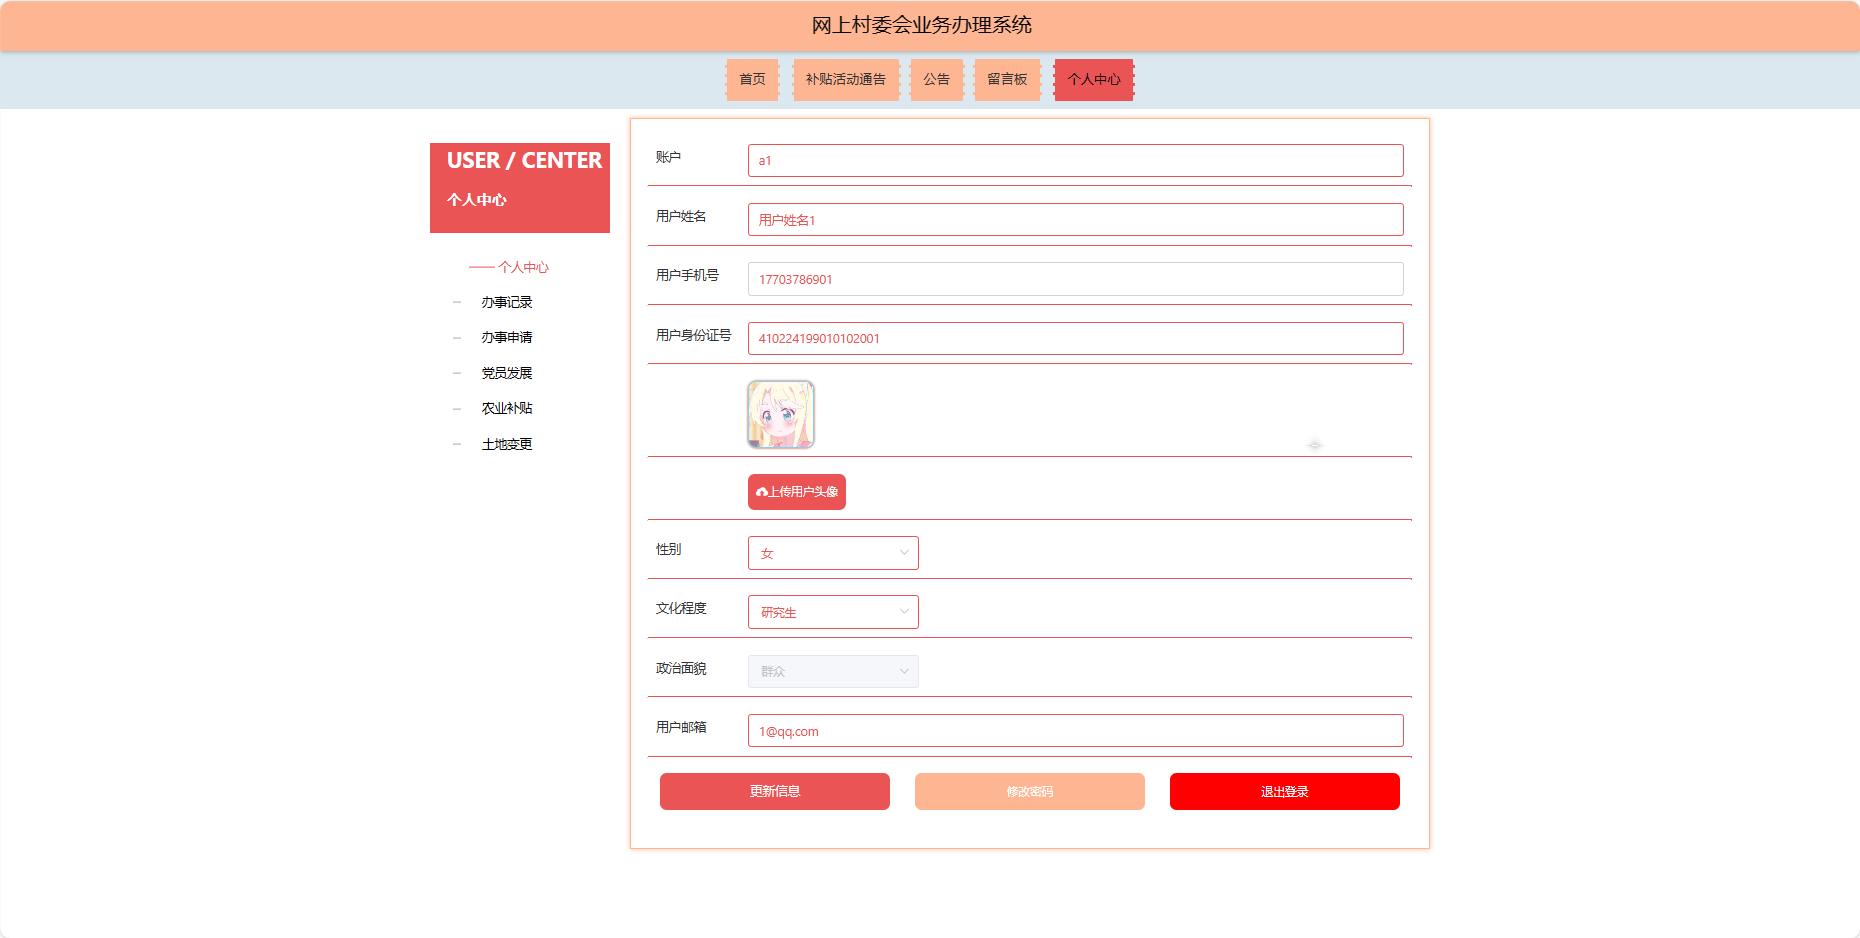 网上村委会业务办理系统
首页 补贴活动通告 公告 留言板 个人中心
USER / CENTER
个人中心
个人中心
办事记录
办事申请
党员发展
农业补贴
土地变更
账户 a1
用户姓名 用户姓名1
用户手机号 17703786901
用户身份证号 410224199010102001
上传用户头像
性别 女
文化程度 研究生
政治面貌 群众
用户邮箱 1@qq.com
更新信息 修改密码 退出登录